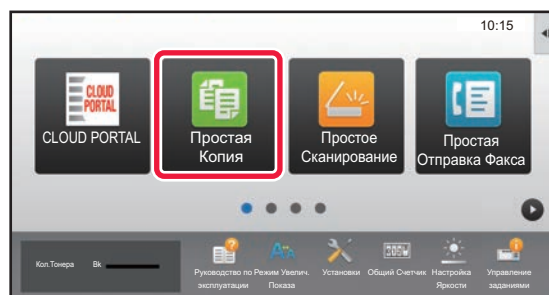 10:15
CLOUD
PORTAL
CLOUD PORTAL
Простая
Копия
Простое
Сканирование
Простая
Отправка Факса
Кол.Тонера Bk
Руководство по
эксплуатации
Режим Увелич.
Показа
Установки
Общий Счетчик
Настройка
Яркости
Управление
заданиями